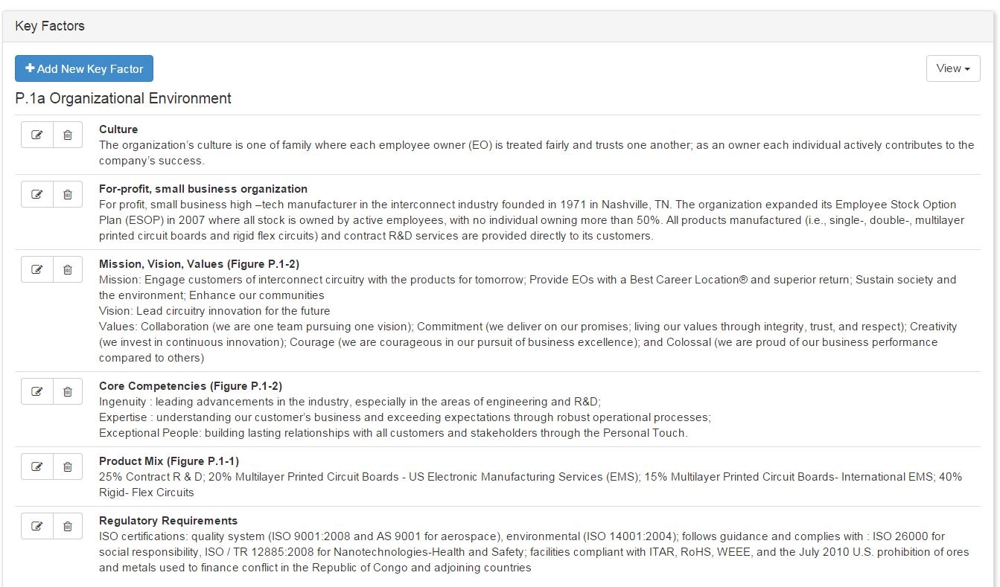 Key Factors
Add New Key Factor
View
P.1a Organizational Environment
Culture
The organization’s culture is one of family where each employee owner (EO) is treated fairly and trusts one another; as an owner each individual actively contributes to the
company’s success.
For-profit, small business organization
For profit, small business high –tech manufacturer in the interconnect industry founded in 1971 in Nashville, TN. The organization expanded its Employee Stock Option
Plan (ESOP) in 2007 where all stock is owned by active employees, with no individual owning more than 50%. All products manufactured (i.e., single-, double-, multilayer
printed circuit boards and rigid flex circuits) and contract R&D services are provided directly to its customers.
Mission, Vision, Values (Figure P.1-2)
Mission: Engage customers of interconnect circuitry with the products for tomorrow; Provide EOs with a Best Career Location® and superior return; Sustain society and
the environment; Enhance our communities
Vision: Lead circuitry innovation for the future
Values: Collaboration (we are one team pursuing one vision); Commitment (we deliver on our promises; living our values through integrity, trust, and respect); Creativity
(we invest in continuous innovation); Courage (we are courageous in our pursuit of business excellence); and Colossal (we are proud of our business performance
compared to others)
Core Competencies (Figure P.1-2)
Ingenuity : leading advancements in the industry, especially in the areas of engineering and R&D;
Expertise : understanding our customer’s business and exceeding expectations through robust operational processes;
Exceptional People: building lasting relationships with all customers and stakeholders through the Personal Touch.
Product Mix (Figure P.1-1)
25% Contract R & D; 20% Multilayer Printed Circuit Boards - US Electronic Manufacturing Services (EMS); 15% Multilayer Printed Circuit Boards- International EMS; 40%
Rigid- Flex Circuits
Regulatory Requirements
ISO certifications: quality system (ISO 9001:2008 and AS 9001 for aerospace), environmental (ISO 14001:2004); follows guidance and complies with : ISO 26000 for
social responsibility, ISO / TR 12885:2008 for Nanotechnologies-Health and Safety; facilities compliant with ITAR, RoHS, WEEE, and the July 2010 U.S. prohibition of ores
and metals used to finance conflict in the Republic of Congo and adjoining countries